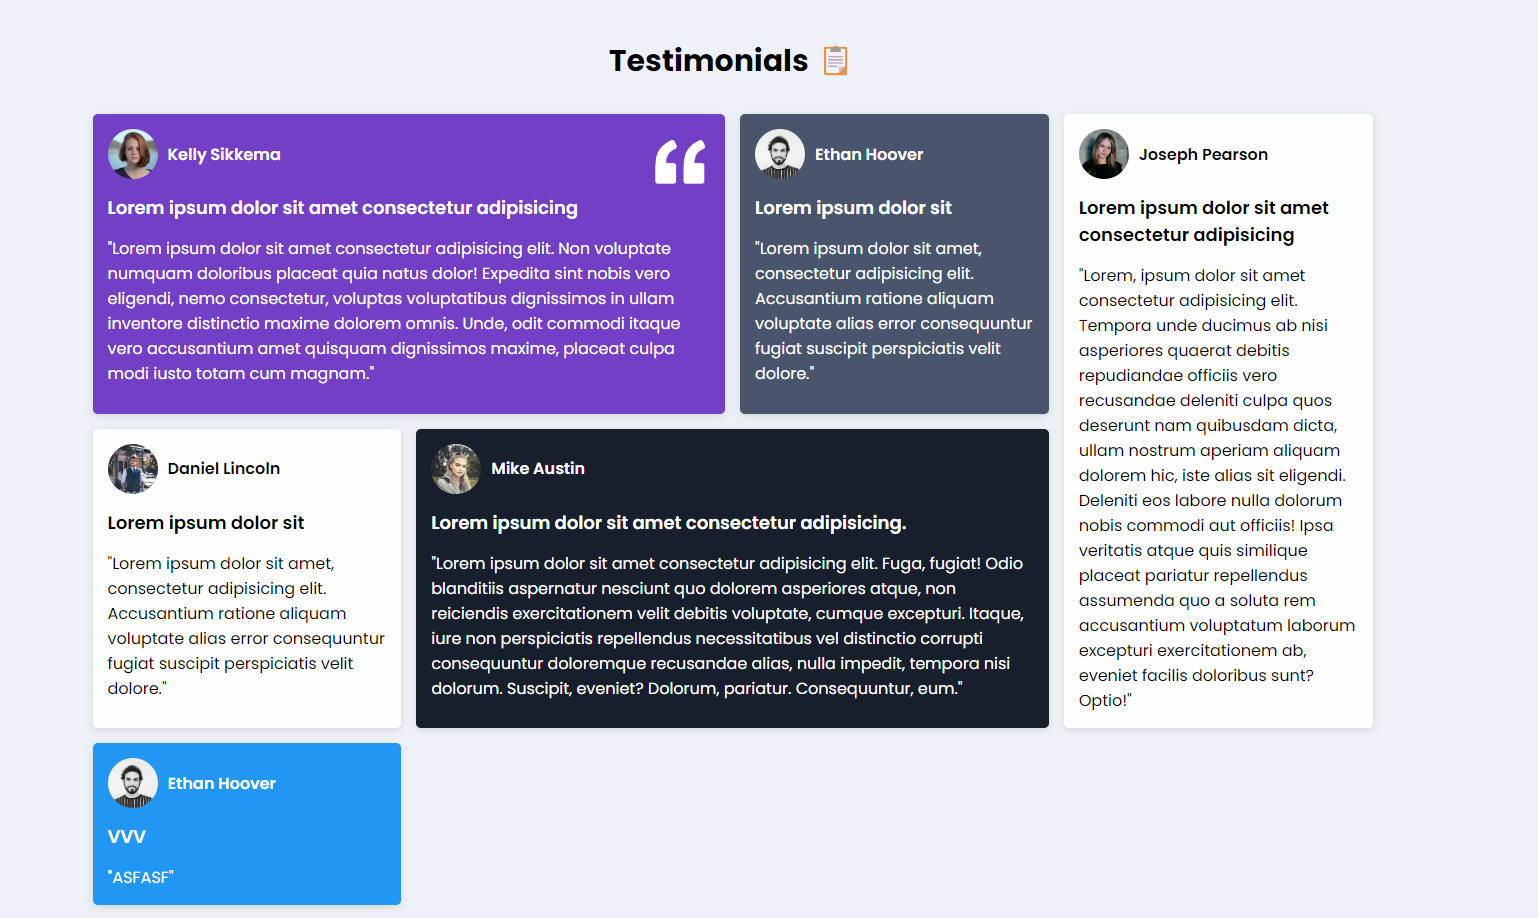 Testimonials
Kelly Sikkema
Lorem ipsum dolor sit amet consectetur adipisicing
"Lorem ipsum dolor sit amet consectetur adipisicing elit. Non voluptate
numquam doloribus placeat quia natus dolor! Expedita sint nobis vero
eligendi, nemo consectetur, voluptas voluptatibus dignissimos in ullam
inventore distinctio maxime dolorem omnis. Unde, odit commodi itaque
vero accusantium amet quisquam dignissimos maxime, placeat culpa
modi iusto totam cum magnam."
Ethan Hoover
Lorem ipsum dolor sit
"Lorem ipsum dolor sit amet,
consectetur adipisicing elit.
Accusantium ratione aliquam
voluptate alias error consequuntur
fugiat suscipit perspiciatis velit
dolore."
Joseph Pearson
Lorem ipsum dolor sit amet
consectetur adipisicing
"Lorem, ipsum dolor sit amet
consectetur adipisicing elit.
Tempora unde ducimus ab nisi
asperiores quaerat debitis
repudiandae officiis vero
recusandae deleniti culpa quos
deserunt nam quibusdam dicta,
ullam nostrum aperiam aliquam
dolorem hic, iste alias sit eligendi.
Deleniti eos labore nulla dolorum
nobis commodi aut officiis! Ipsa
veritatis atque quis similique
placeat pariatur repellendus
assumenda quo a soluta rem
accusantium voluptatum laborum
excepturi exercitationem ab,
eveniet facilis doloribus sunt?
Optio!"
Daniel Lincoln
Lorem ipsum dolor sit
"Lorem ipsum dolor sit amet,
consectetur adipisicing elit.
Accusantium ratione aliquam
voluptate alias error consequuntur
fugiat suscipit perspiciatis velit
dolore."
Mike Austin
Lorem ipsum dolor sit amet consectetur adipisicing.
"Lorem ipsum dolor sit amet consectetur adipisicing elit. Fuga, fugiat! Odio
blanditiis aspernatur nesciunt quo dolorem asperiores atque, non
reiciendis exercitationem velit debitis voluptate, cumque excepturi. Itaque,
iure non perspiciatis repellendus necessitatibus vel distinctio corrupti
consequuntur doloremque recusandae alias, nulla impedit, tempora nisi
dolorum. Suscipit, eveniet? Dolorum, pariatur. Consequuntur, eum."
Ethan Hoover
VVV
"ASFASF"